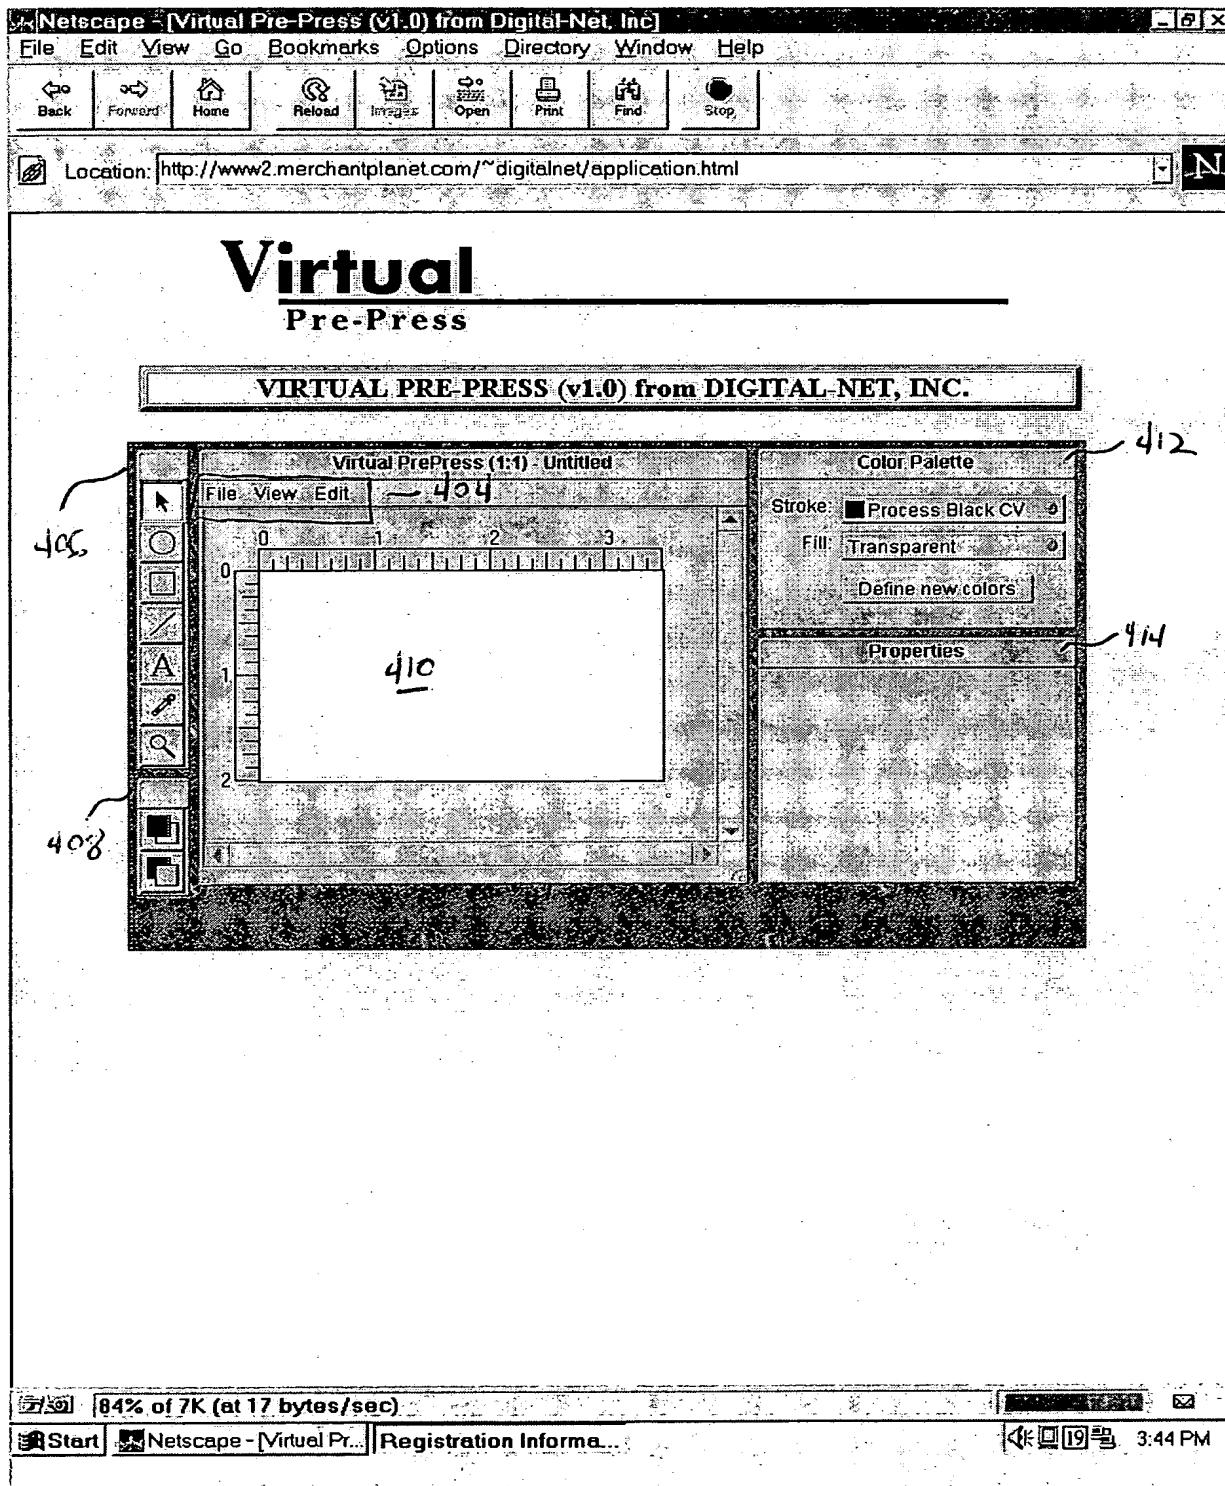 Netscape - [Virtual Pre-Press (v1.0) from Digital-Net, Inc]
File Edit View Go Bookmarks Options Directory Window Help
Back Forward Home Reload Images Open Print Find Stop
Location: http://www2.merchantplanet.com/~digitalnet/application.html
N
Virtual
Pre-Press
VIRTUAL PRE-PRESS (v1.0) from DIGITAL-NET, INC.
412
Virtual PrePress (1:1) - Untitled
Color Palette
File View Edit
404
Stroke: Process Black CV
0 1 2 3
Fill: Transparent
0
Define new colors
414
Properties
A
1
410
2
408
84% of 7K (at 17 bytes/sec)
Start Netscape - [Virtual Pr... Registration Informa... 19 3:44 PM